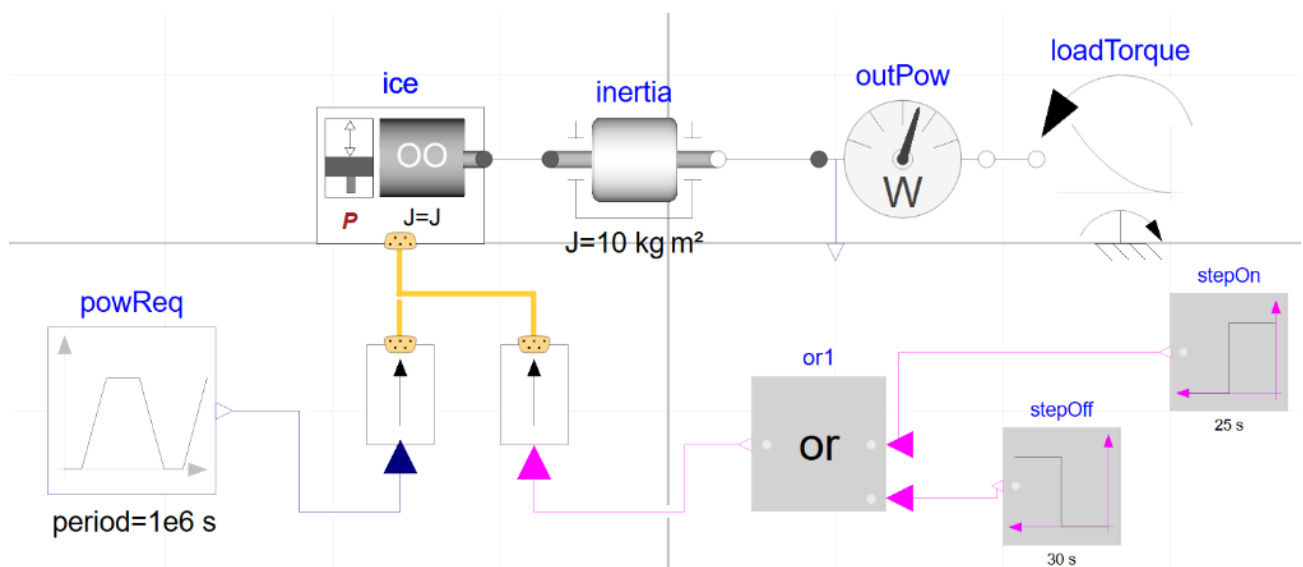 ice
inertia
outPow
loadTorque
OO
P
J=J
W
J=10 kg m²
powReq
stepOn
or1
stepOff
or
25 s
period=1e6 s
30 s